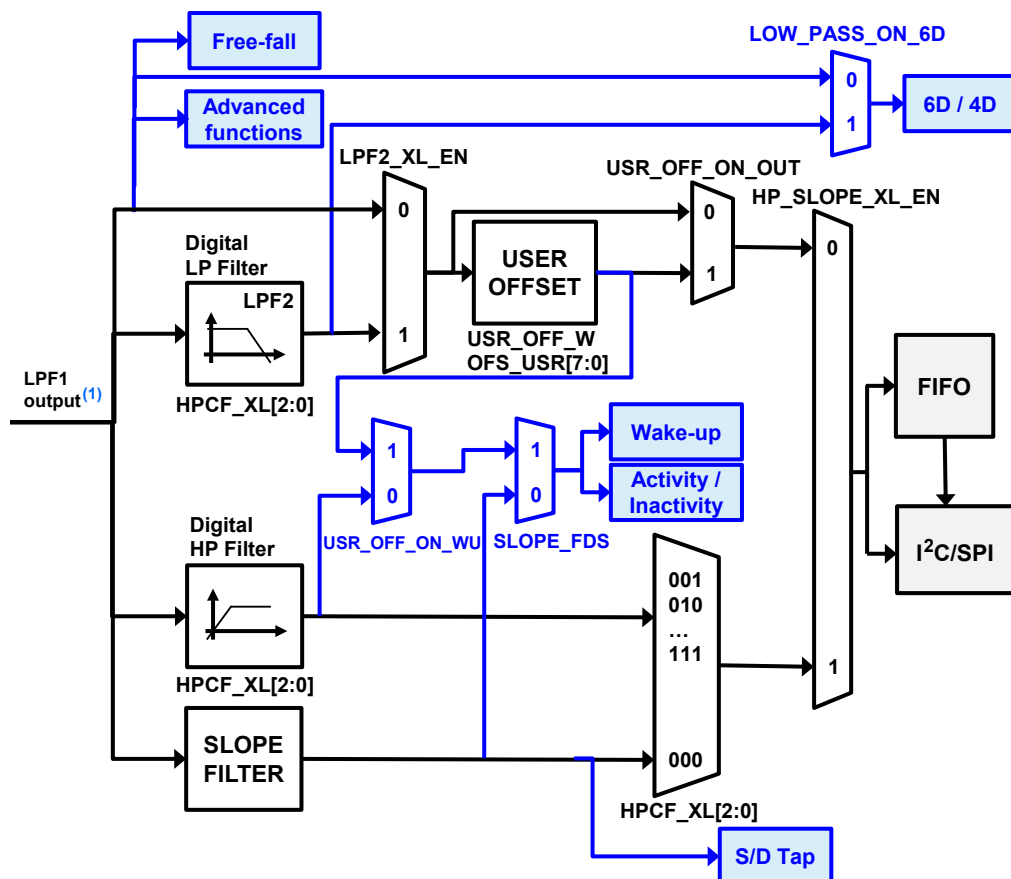 Free-fall
LOW_PASS_ON_6D
0
6D / 4D
1
Advanced
functions
LPF2_XL_EN
USR_OFF_ON_OUT
HP_SLOPE_XL_EN
0
0
0
Digital
LP Filter
LPF2
USER
OFFSET
1
1
USR_OFF_W
OFS_USR[7:0]
LPF1
output(1)
HPCF_XL[2:0]
FIFO
1
0
1
0
Wake-up
Activity /
Inactivity
USR_OFF_ON_WU
SLOPE_FDS
I2C/SPI
Digital
HP Filter
001
010
...
111
1
HPCF_XL[2:0]
SLOPE
FILTER
000
HPCF_XL[2:0]
S/D Tap